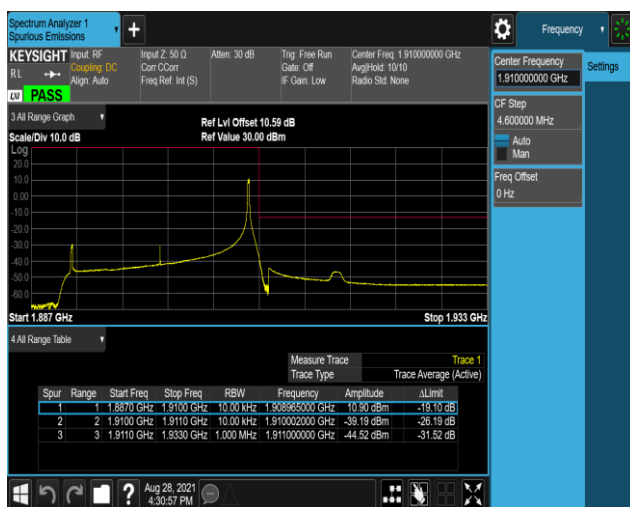 Spectrum Analyzer 1
Spurious Emissions
+
Frequency
KEYSIGHT
RL
LXI PASS
Input: RF
Coupling: DC
Align: Auto
Input Z: 50 Ω
Corr CCorr
Freq Ref: Int (S)
Atten: 30 dB
Trig: Free Run
Gate: Off
IF Gain: Low
Center Freq: 1.910000000 GHz
Avg|Hold: 10/10
Radio Std: None
Center Frequency
1.910000000 GHz
Settings
CF Step
4.600000 MHz
Auto
Man
Freq Offset
0 Hz
3 All Range Graph
Scale/Div 10.0 dB
Ref Lvl Offset 10.59 dB
Ref Value 30.00 dBm
Log
20.0
10.0
0.00
-10.0
-20.0
-30.0
-40.0
-50.0
-60.0
Start 1.887 GHz
Stop 1.933 GHz
4 All Range Table
Measure Trace Trace 1
Trace Type Trace Average (Active)
Spur Range Start Freq Stop Freq RBW Frequency Amplitude ΔLimit
1 1 1.8870 GHz 1.9100 GHz 10.00 kHz 1.908965000 GHz 10.90 dBm -19.10 dB
2 2 1.9100 GHz 1.9110 GHz 10.00 kHz 1.910002000 GHz -39.19 dBm -26.19 dB
3 3 1.9110 GHz 1.9330 GHz 1.000 MHz 1.911000000 GHz -44.52 dBm -31.52 dB
?
Aug 28, 2021
4:30:57 PM